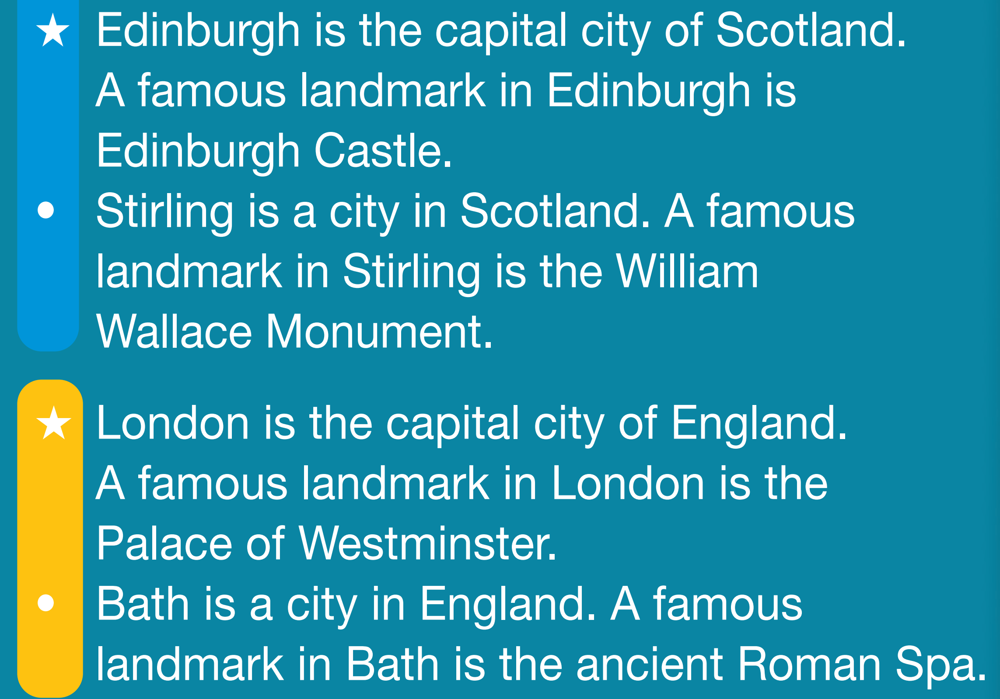 ★ Edinburgh is the capital city of Scotland.
A famous landmark in Edinburgh is
Edinburgh Castle.
• Stirling is a city in Scotland. A famous
landmark in Stirling is the William
Wallace Monument.
★ London is the capital city of England.
A famous landmark in London is the
Palace of Westminster.
• Bath is a city in England. A famous
landmark in Bath is the ancient Roman Spa.